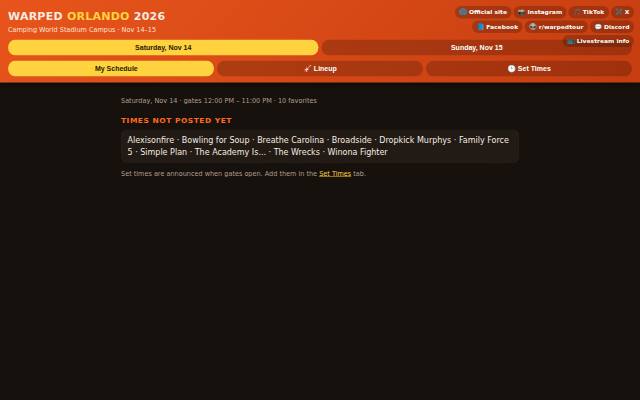 WARPED ORLANDO 2026
Camping World Stadium Campus · Nov 14–15
Official site
Instagram
TikTok
X
Facebook
r/warpedtour
Discord
Livestream info
Saturday, Nov 14
Sunday, Nov 15
My Schedule
Lineup
Set Times
Saturday, Nov 14 · gates 12:00 PM – 11:00 PM · 10 favorites
TIMES NOT POSTED YET
Alexisonfire · Bowling for Soup · Breathe Carolina · Broadside · Dropkick Murphys · Family Force
5 · Simple Plan · The Academy Is... · The Wrecks · Winona Fighter
Set times are announced when gates open. Add them in the Set Times tab.